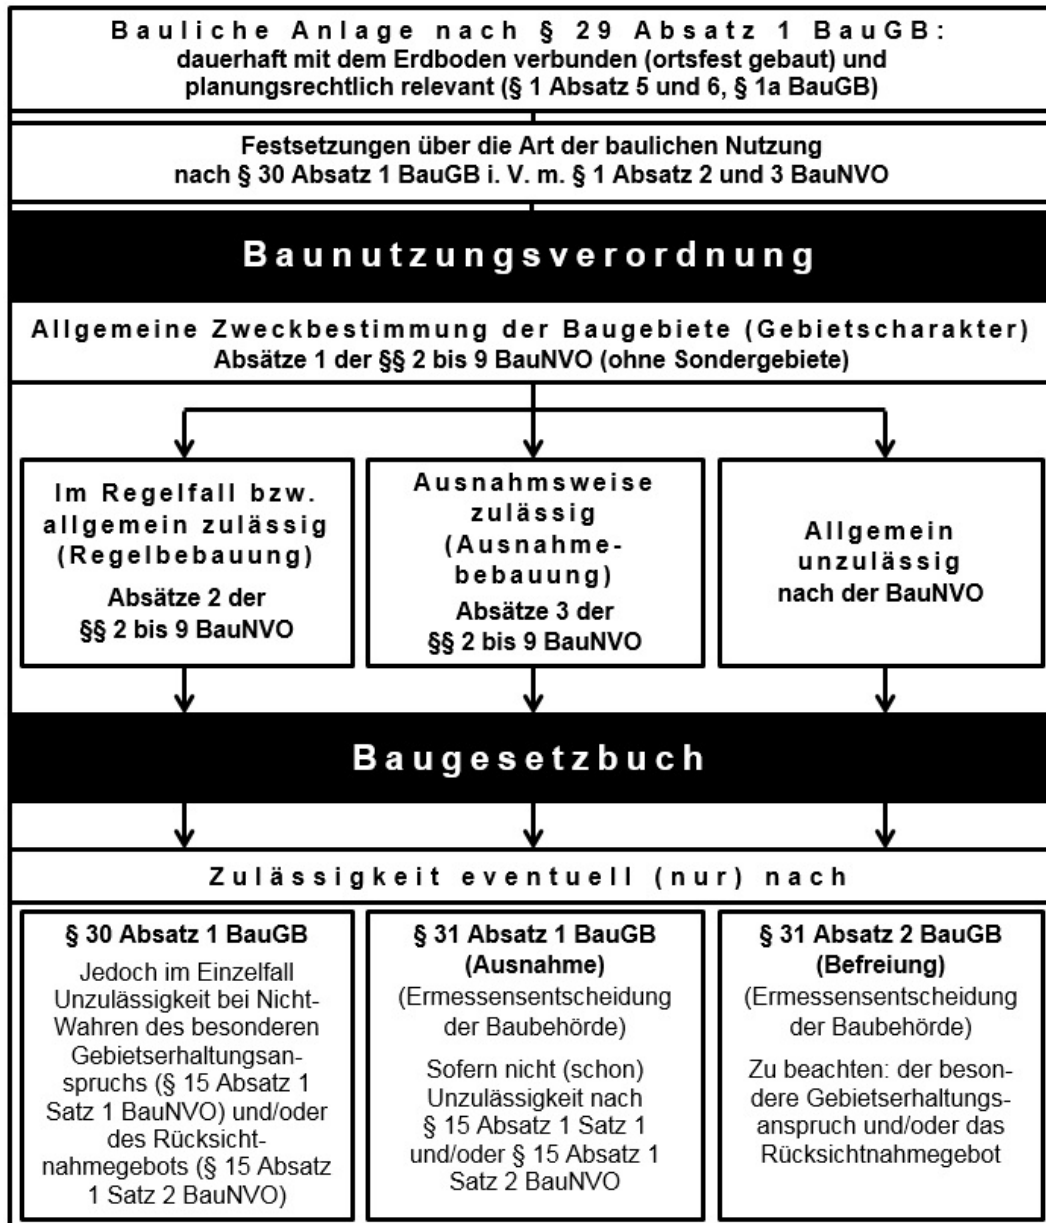 Bauliche Anlage nach § 29 Absatz 1 BauGB:
dauerhaft mit dem Erdboden verbunden (ortsfest gebaut) und
planungsrechtlich relevant (§ 1 Absatz 5 und 6, § 1a BauGB)
Festsetzungen über die Art der baulichen Nutzung
nach § 30 Absatz 1 BauGB i. V. m. § 1 Absatz 2 und 3 BauNVO
Baunutzungsverordnung
Allgemeine Zweckbestimmung der Baugebiete (Gebietscharakter)
Absätze 1 der §§ 2 bis 9 BauNVO (ohne Sondergebiete)
Im Regelfall bzw.
allgemein zulässig
(Regelbebauung)
Absätze 2 der
§§ 2 bis 9 BauNVO
Ausnahmsweise
zulässig
(Ausnahme-
bebauung)
Absätze 3 der
§§ 2 bis 9 BauNVO
Allgemein
unzulässig
nach der BauNVO
Baugesetzbuch
Zulässigkeit eventuell (nur) nach
§ 30 Absatz 1 BauGB
Jedoch im Einzelfall
Unzulässigkeit bei Nicht-
Wahren des besonderen
Gebietserhaltungsan-
spruchs (§ 15 Absatz 1
Satz 1 BauNVO) und/oder
des Rücksicht-
nahmegebots (§ 15 Absatz
1 Satz 2 BauNVO)
§ 31 Absatz 1 BauGB
(Ausnahme)
(Ermessensentscheidung
der Baubehörde)
Sofern nicht (schon)
Unzulässigkeit nach
§ 15 Absatz 1 Satz 1
und/oder § 15 Absatz 1
Satz 2 BauNVO
§ 31 Absatz 2 BauGB
(Befreiung)
(Ermessensentscheidung
der Baubehörde)
Zu beachten: der beson-
dere Gebietserhaltungs-
anspruch und/oder das
Rücksichtnahmegebot